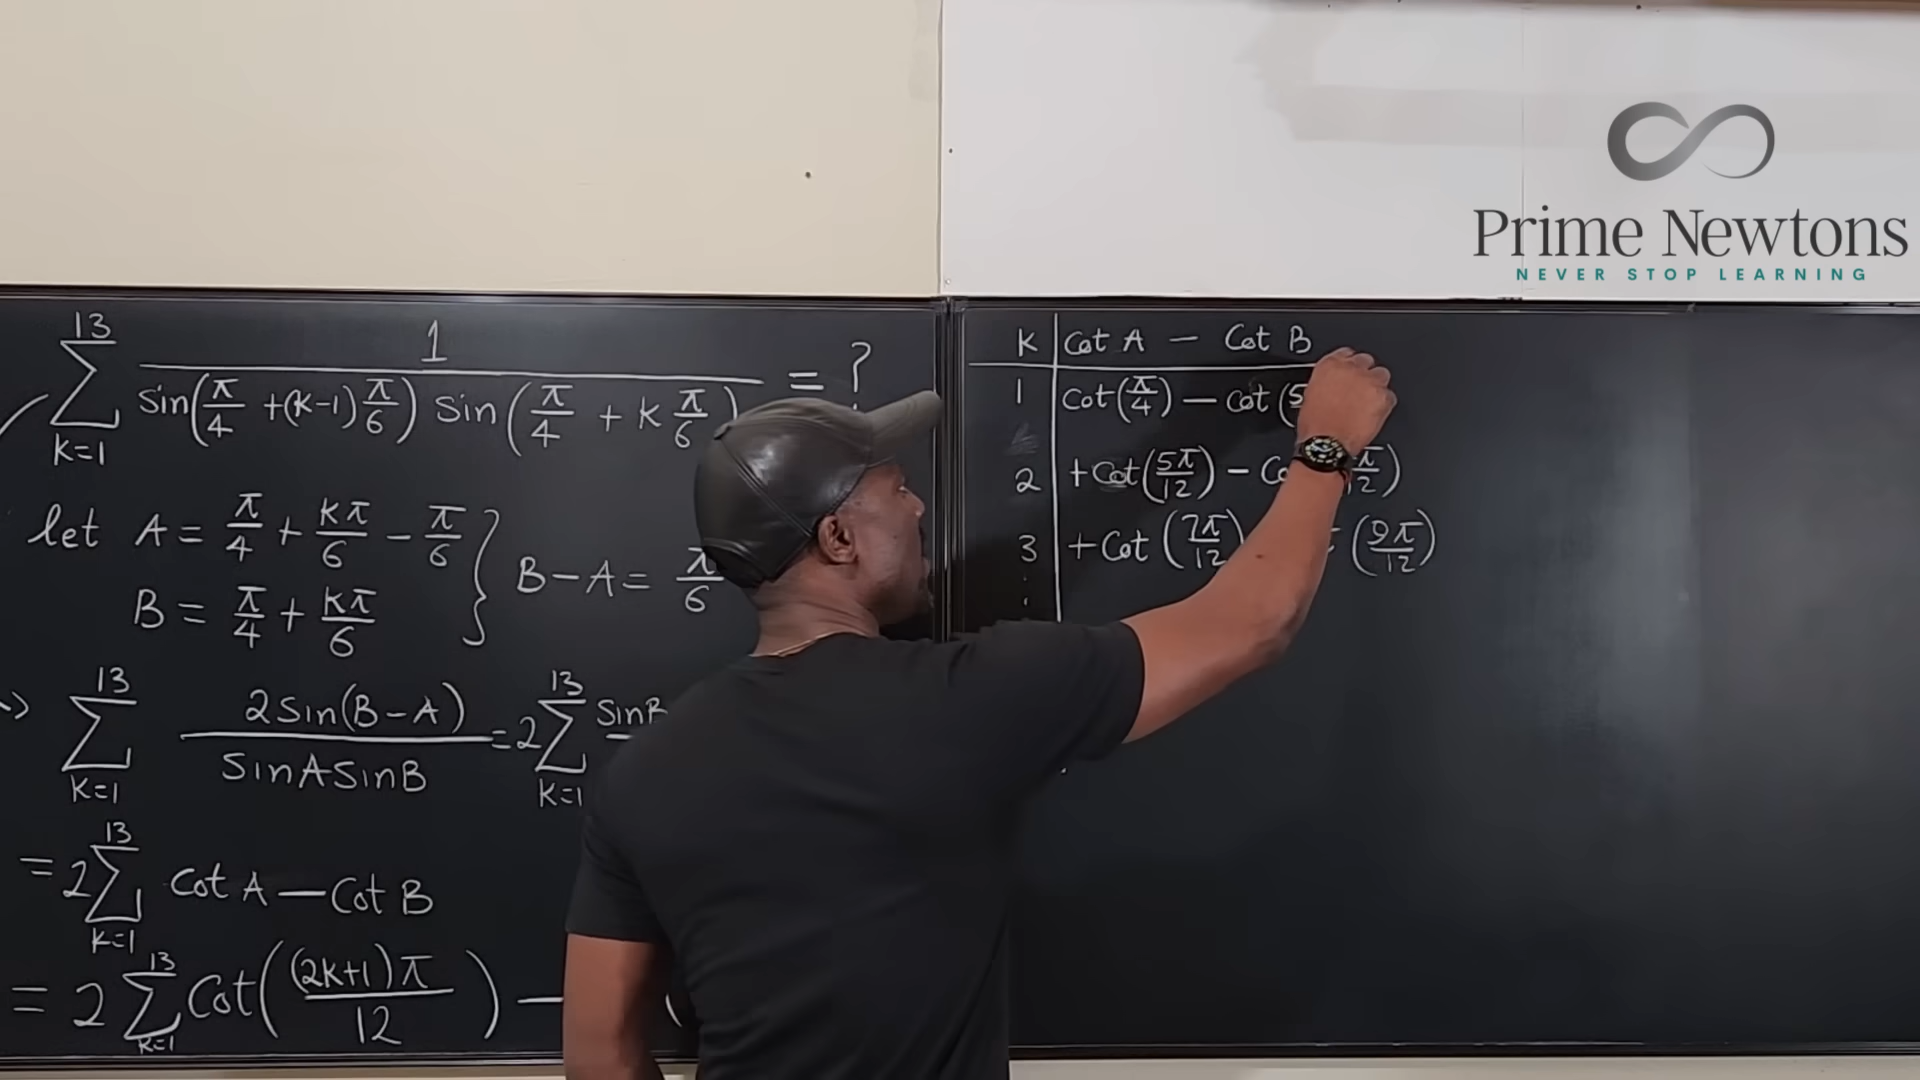 Prime Newtons
NEVER STOP LEARNING
13
∑ 1 / sin(π/4 + (k-1)π/6) sin(π/4 + kπ/6) = ?
k=1
let A = π/4 + kπ/6 - π/6
B = π/4 + kπ/6
} B - A = π/6
13 13
∑ 2sin(B-A) / sinA sinB = 2∑ sinB
k=1 k=1
13
= 2∑ cot A - cot B
k=1
13
= 2∑ cot((2k+1)π / 12) - (
k=1
k cot A - cot B
1 cot(π/4) - cot(5
2 + cot(5π/12) - co π/12)
3 + cot(7π/12) (9π/12)